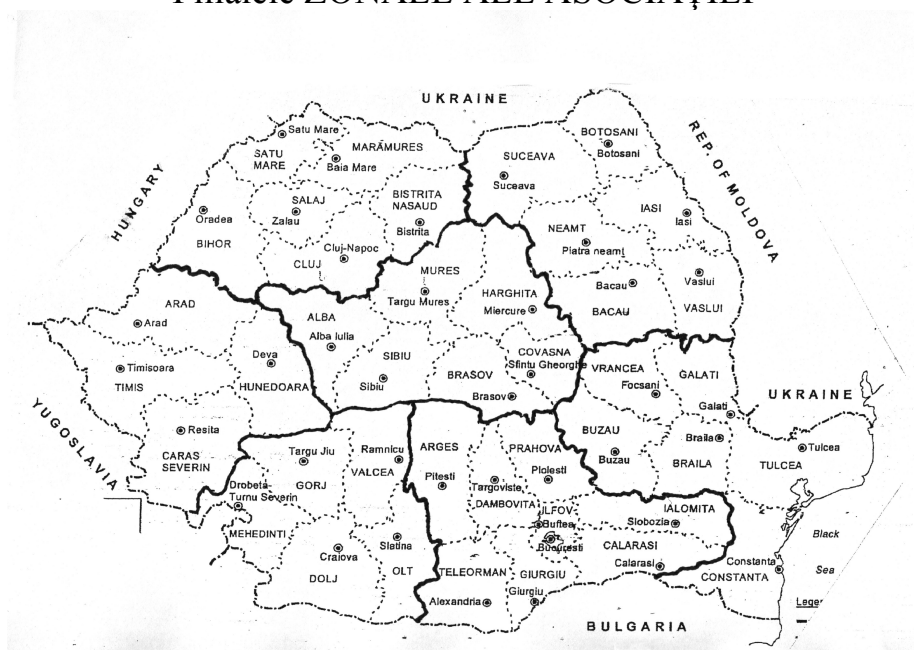 Finalele ZONALE ALE ASOCIAȚIEI
UKRAINE
HUNGARY
REP. OF MOLDOVA
Satu Mare
SATU
MARE
MARAMURES
Baia Mare
SUCEAVA
Suceava
BOTOSANI
Botosani
Oradea
BIHOR
SALAJ
Zalau
BISTRITA
NASAUD
Bistrita
CLUJ
Cluj-Napoc
NEAMT
Piatra neamt
IASI
Iasi
Bacau
BACAU
Vaslui
VASLUI
MURES
Targu Mures
HARGHITA
Miercure
ARAD
Arad
ALBA
Alba Iulia
Timisoara
TIMIS
Deva
HUNEDOARA
SIBIU
Sibiu
BRASOV
Brasov
COVASNA
Sfintu Gheorghe
VRANCEA
Focsani
GALATI
Galati
UKRAINE
YUGOSLAVIA
Resita
CARAS
SEVERIN
Targu Jiu
GORJ
Ramnicu
VALCEA
ARGES
Pitesti
PRAHOVA
Ploiesti
Targoviste
DAMBOVITA
BUZAU
Buzau
Braila
BRAILA
Tulcea
TULCEA
Drobeta-
Turnu Severin
MEHEDINTI
Craiova
DOLJ
Slatina
OLT
ILFOV
Buftea
Bucuresti
IALOMITA
Slobozia
CALARASI
Calarasi
Constanta
CONSTANTA
Black
Sea
TELEORMAN
Alexandria
GIURGIU
Giurgiu
BULGARIA